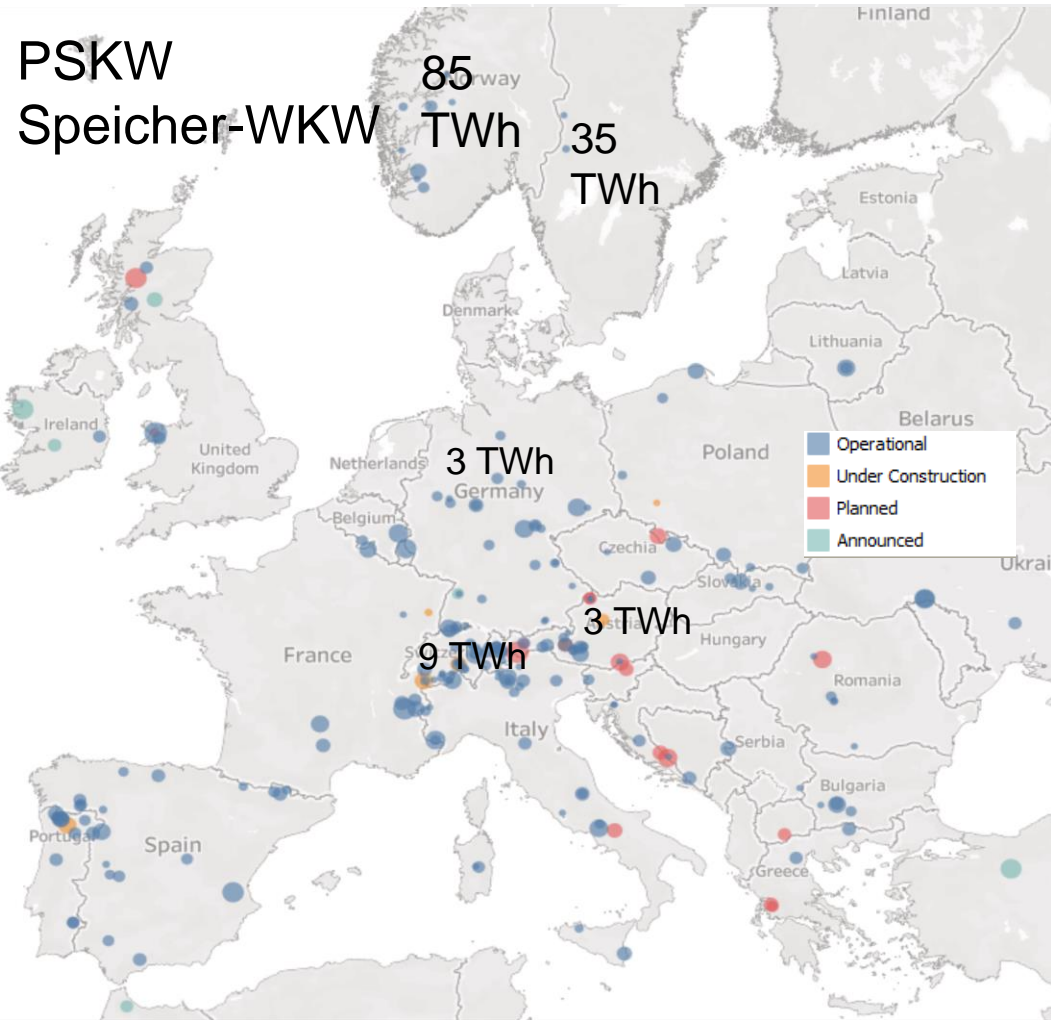 Finland
PSKW
Speicher-WKW
85
TWh
Norway
35
TWh
Estonia
Latvia
Denmark
Lithuania
Belarus
Ireland
United
Kingdom
Netherlands
3 TWh
Germany
Poland
Operational
Under Construction
Planned
Announced
Belgium
Czechia
Slovakia
Ukrai
3 TWh
Austria
Hungary
France
9 TWh
Romania
Italy
Serbia
Bulgaria
Portugal
Spain
Greece